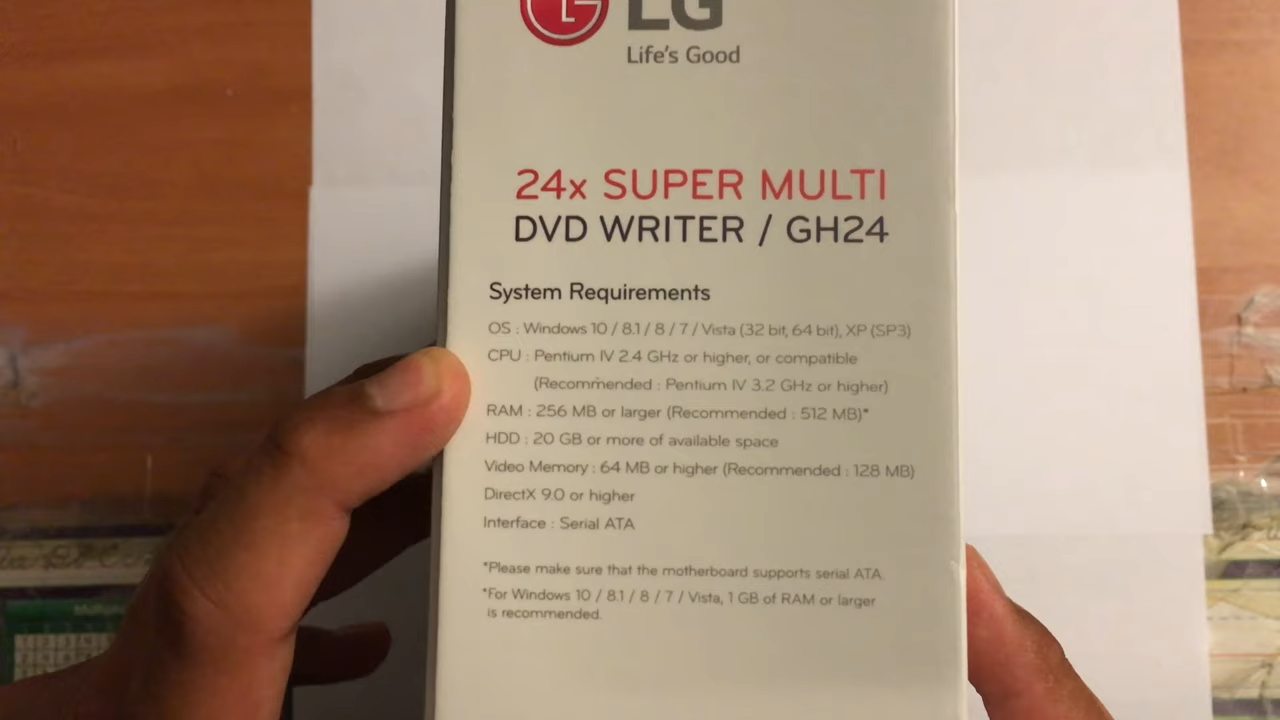 LG
Life's Good
24x SUPER MULTI
DVD WRITER / GH24
System Requirements
OS : Windows 10 / 8.1 / 8 / 7 / Vista (32 bit, 64 bit), XP (SP3)
CPU : Pentium IV 2.4 GHz or higher, or compatible
(Recommended : Pentium IV 3.2 GHz or higher)
RAM : 256 MB or larger (Recommended : 512 MB)*
HDD : 20 GB or more of available space
Video Memory : 64 MB or higher (Recommended : 128 MB)
DirectX 9.0 or higher
Interface : Serial ATA
*Please make sure that the motherboard supports serial ATA.
*For Windows 10 / 8.1 / 8 / 7 / Vista, 1 GB of RAM or larger
is recommended.